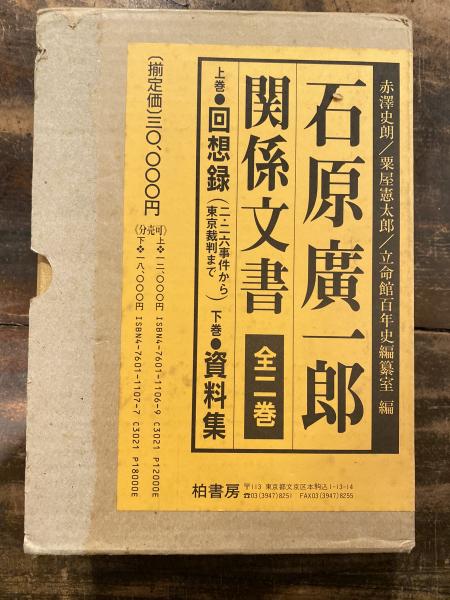 赤澤史朗/粟屋憲太郎/立命館百年史編纂室 編
石原廣一郎
関係文書 全二巻
上巻●回想録(二・二六事件から東京裁判まで)下巻●資料集
〔揃定価〕三〇、〇〇〇円
《分売可》上※一二、〇〇〇円 ISBN4-7601-1106-9 C3021 P12000E
下※一八、〇〇〇円 ISBN4-7601-1107-7 C3021 P18000E
柏書房
〒113 東京都文京区本駒込1-13-14
☎03(3947)8251 FAX03(3947)8255